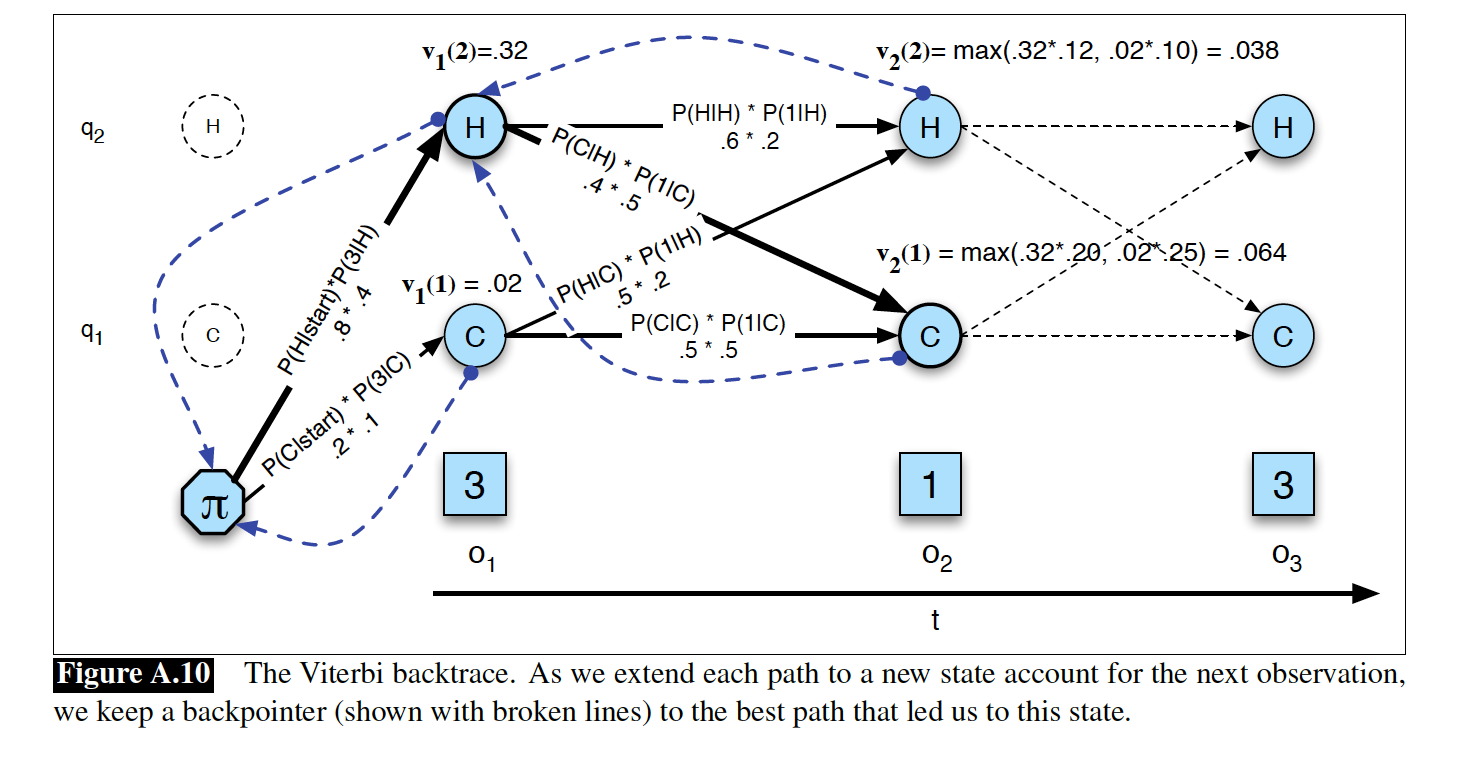 v₁(2)=.32
v₂(2)= max(.32*.12, .02*.10) = .038
q₂
H
H
P(H|H) * P(1|H)
.6 * .2
H
H
P(C|H) * P(1|C)
.4 * .5
P(H|start)*P(3|H)
.8 * .4
P(H|C) * P(1|H)
.5 * .2
v₂(1) = max(.32*.20, .02*.25) = .064
v₁(1) = .02
q₁
C
C
P(C|C) * P(1|C)
.5 * .5
C
C
P(C|start) * P(3|C)
.2 * .1
π
3
1
3
o₁
o₂
o₃
t
Figure A.10 The Viterbi backtrace. As we extend each path to a new state account for the next observation,
we keep a backpointer (shown with broken lines) to the best path that led us to this state.